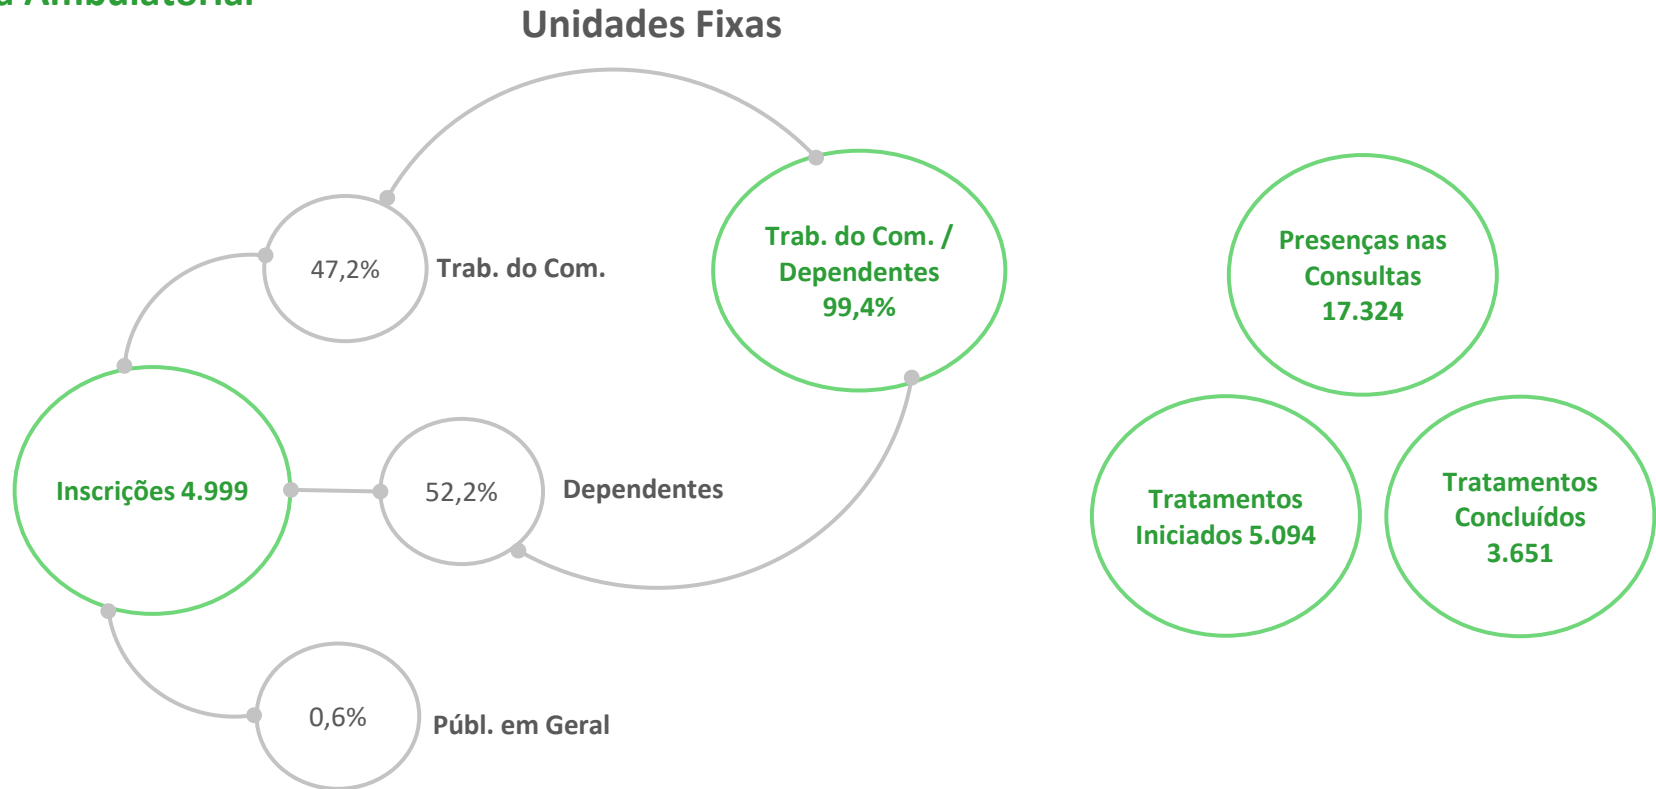 Ambulatorial
Unidades Fixas
47,2%
Trab. do Com.
Trab. do Com. /
Dependentes
99,4%
Inscrições 4.999
52,2%
Dependentes
0,6%
Públ. em Geral
Presenças nas
Consultas
17.324
Tratamentos
Iniciados 5.094
Tratamentos
Concluídos
3.651